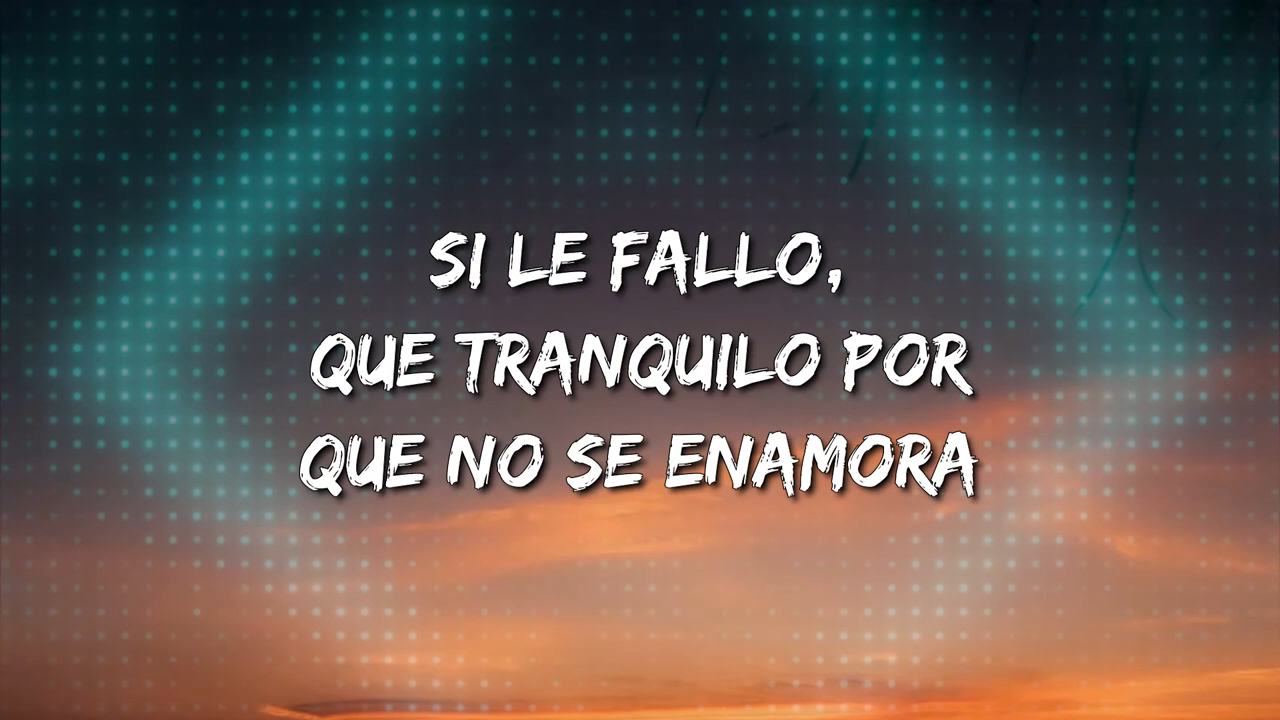 SI LE FALLO,
QUE TRANQUILO POR
QUE NO SE ENAMORA